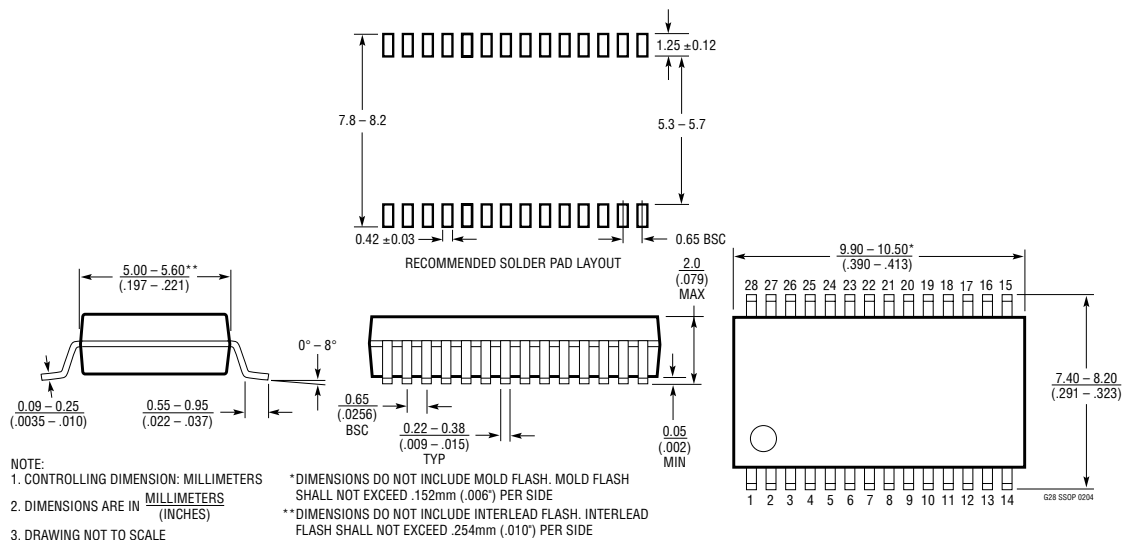 1.25 ±0.12
7.8 – 8.2
5.3 – 5.7
0.42 ±0.03
0.65 BSC
RECOMMENDED SOLDER PAD LAYOUT
5.00 – 5.60**
(.197 – .221)
0° – 8°
0.09 – 0.25
(.0035 – .010)
0.55 – 0.95
(.022 – .037)
2.0
(.079)
MAX
0.65
(.0256)
BSC
0.22 – 0.38
(.009 – .015)
TYP
0.05
(.002)
MIN
9.90 – 10.50*
(.390 – .413)
28 27 26 25 24 23 22 21 20 19 18 17 16 15
7.40 – 8.20
(.291 – .323)
1 2 3 4 5 6 7 8 9 10 11 12 13 14
G28 SSOP 0204
NOTE:
1. CONTROLLING DIMENSION: MILLIMETERS
2. DIMENSIONS ARE IN MILLIMETERS
(INCHES)
3. DRAWING NOT TO SCALE
*DIMENSIONS DO NOT INCLUDE MOLD FLASH. MOLD FLASH
SHALL NOT EXCEED .152mm (.006") PER SIDE
**DIMENSIONS DO NOT INCLUDE INTERLEAD FLASH. INTERLEAD
FLASH SHALL NOT EXCEED .254mm (.010") PER SIDE